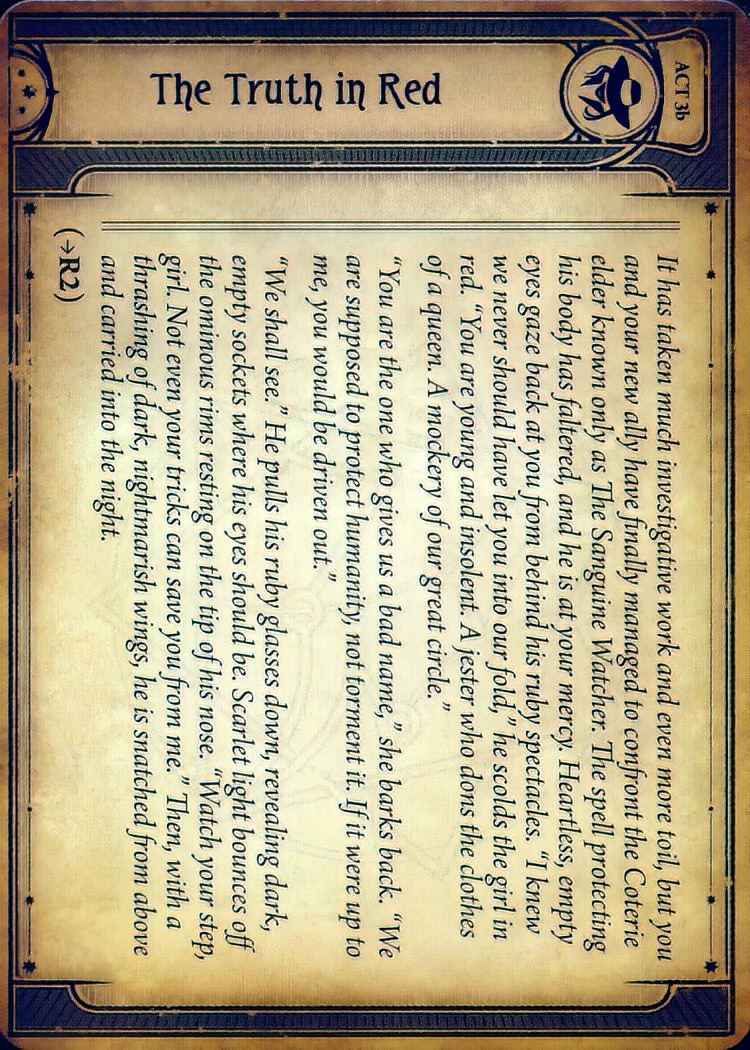 ACT 3b
The Truth in Red
It has taken much investigative work and even more toil, but you
and your new ally have finally managed to confront the Coterie
elder known only as The Sanguine Watcher. The spell protecting
his body has faltered, and he is at your mercy. Heartless, empty
eyes gaze back at you from behind his ruby spectacles. “I knew
we never should have let you into our fold,” he scolds the girl in
red. “You are young and insolent. A jester who dons the clothes
of a queen. A mockery of our great circle.”
“You are the one who gives us a bad name,” she barks back. “We
are supposed to protect humanity, not torment it. If it were up to
me, you would be driven out.”
“We shall see.” He pulls his ruby glasses down, revealing dark,
empty sockets where his eyes should be. Scarlet light bounces off
the ominous rims resting on the tip of his nose. “Watch your step,
girl. Not even your tricks can save you from me.” Then, with a
thrashing of dark, nightmarish wings, he is snatched from above
and carried into the night.
(→R2)